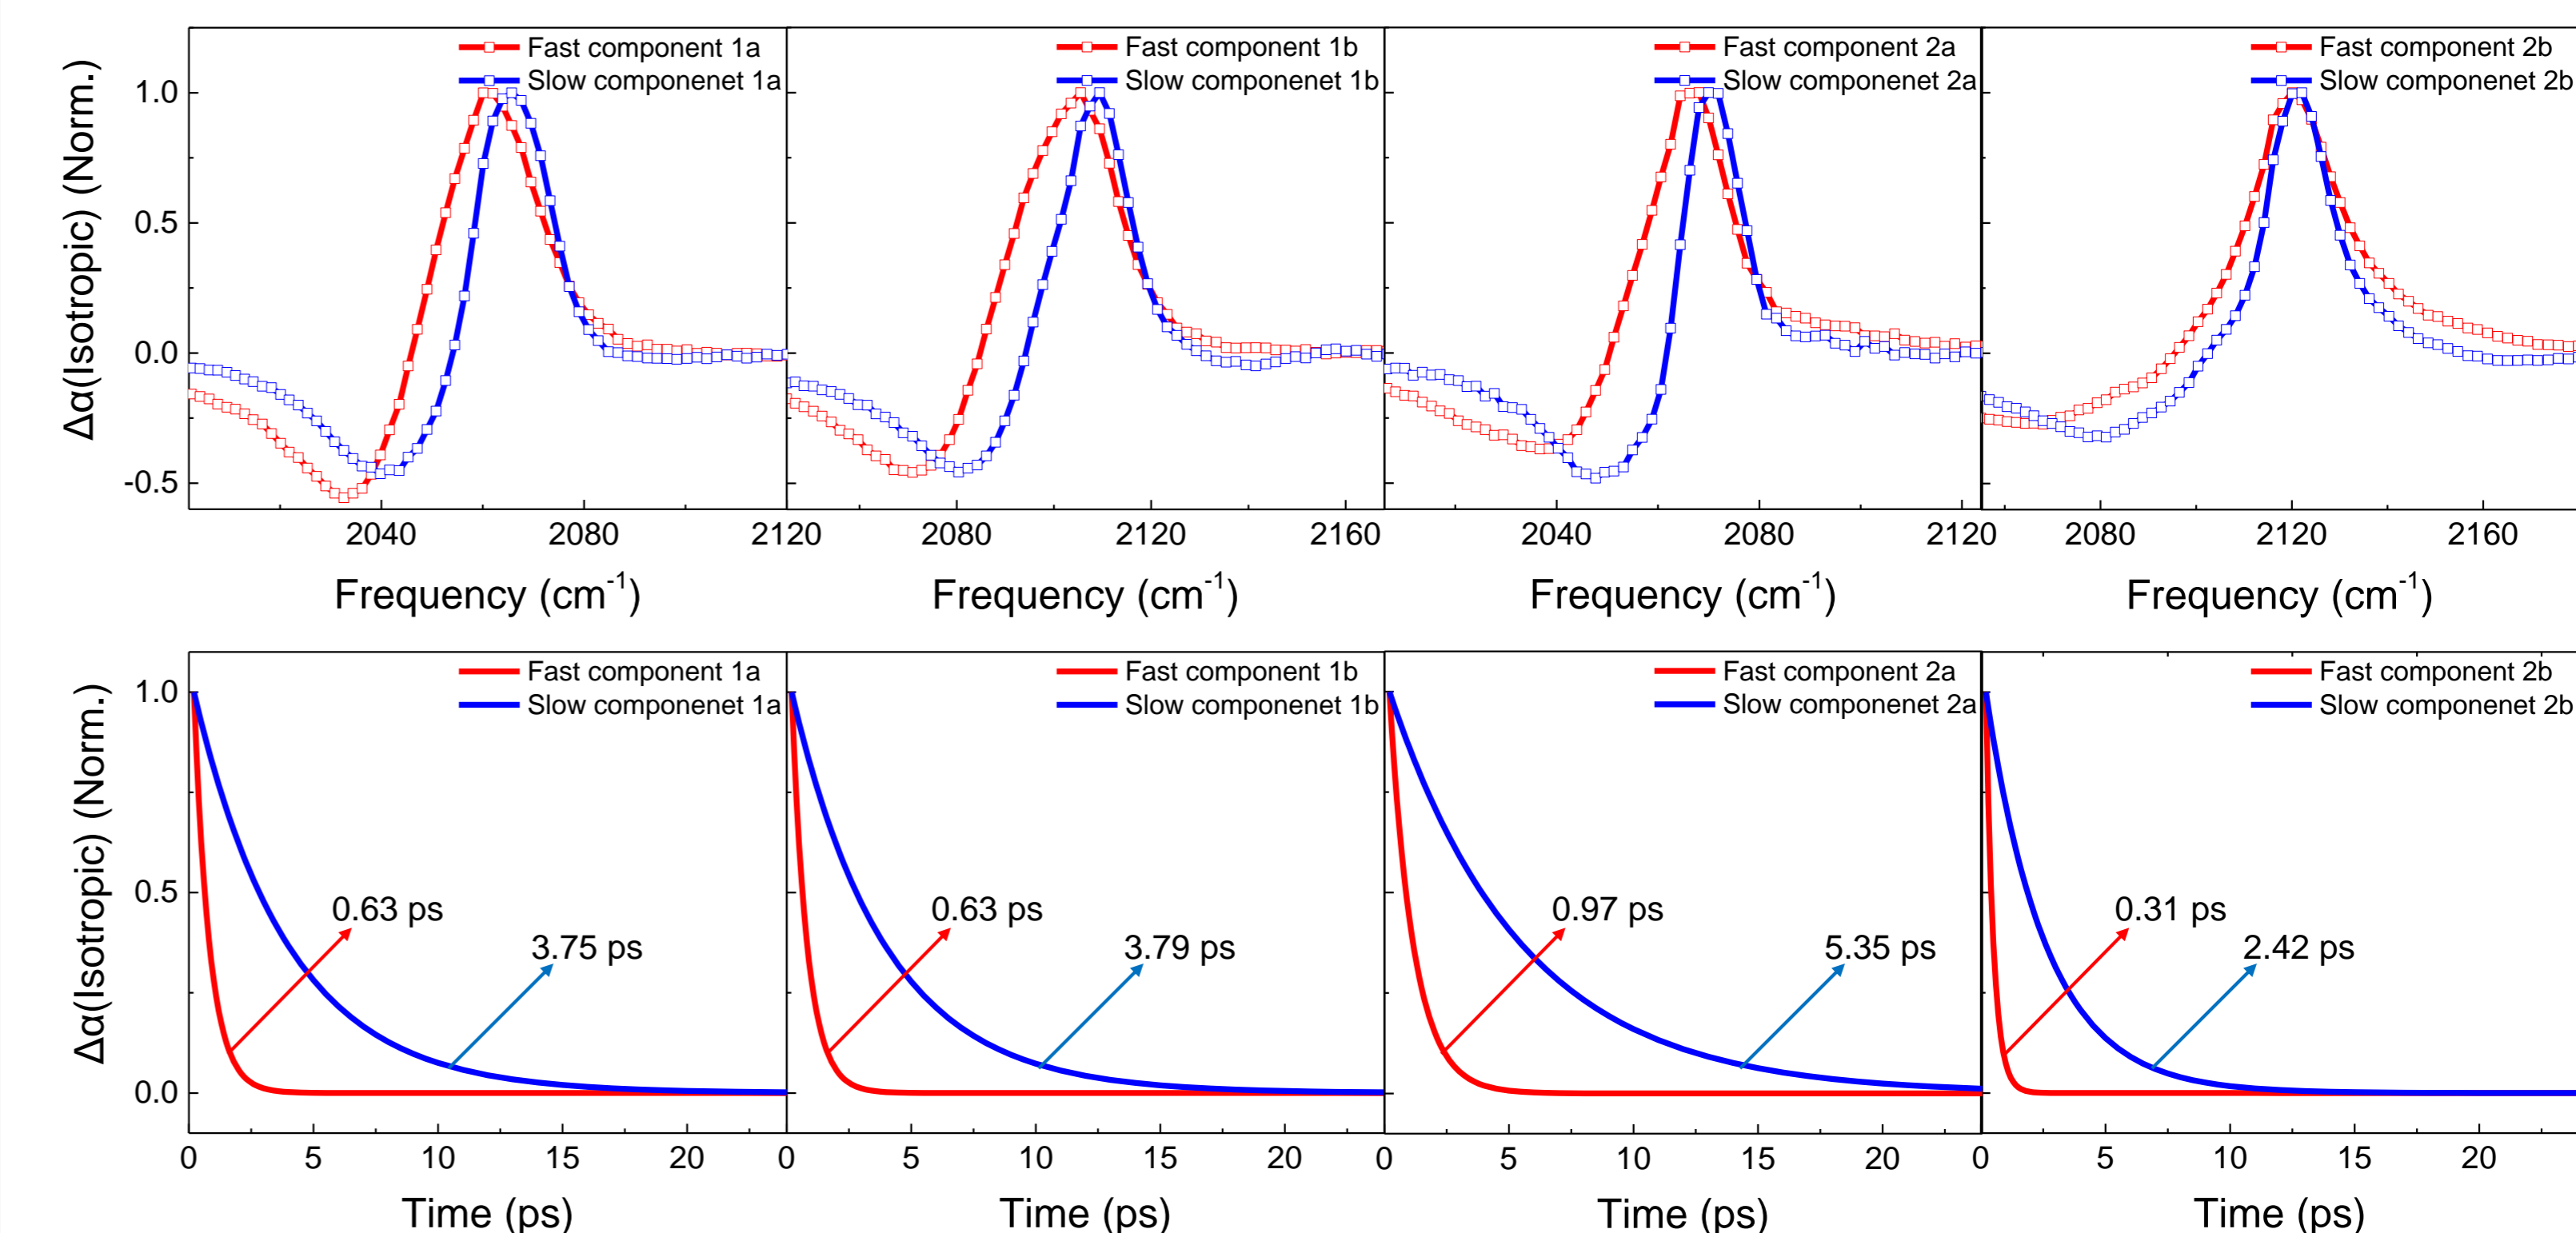 Δα(Isotropic) (Norm.)
1.0
0.5
0.0
-0.5
Fast component 1a
Slow componenet 1a
Fast component 1b
Slow componenet 1b
Fast component 2a
Slow componenet 2a
Fast component 2b
Slow componenet 2b
2040 2080 2120 2080 2120 2160 2040 2080 2120 2080 2120 2160
Frequency (cm⁻¹) Frequency (cm⁻¹) Frequency (cm⁻¹) Frequency (cm⁻¹)
Δα(Isotropic) (Norm.)
1.0
0.5
0.0
Fast component 1a
Slow componenet 1a
0.63 ps
3.75 ps
Fast component 1b
Slow componenet 1b
0.63 ps
3.79 ps
Fast component 2a
Slow componenet 2a
0.97 ps
5.35 ps
Fast component 2b
Slow componenet 2b
0.31 ps
2.42 ps
0 5 10 15 20 0 5 10 15 20 0 5 10 15 20 0 5 10 15 20
Time (ps) Time (ps) Time (ps) Time (ps)